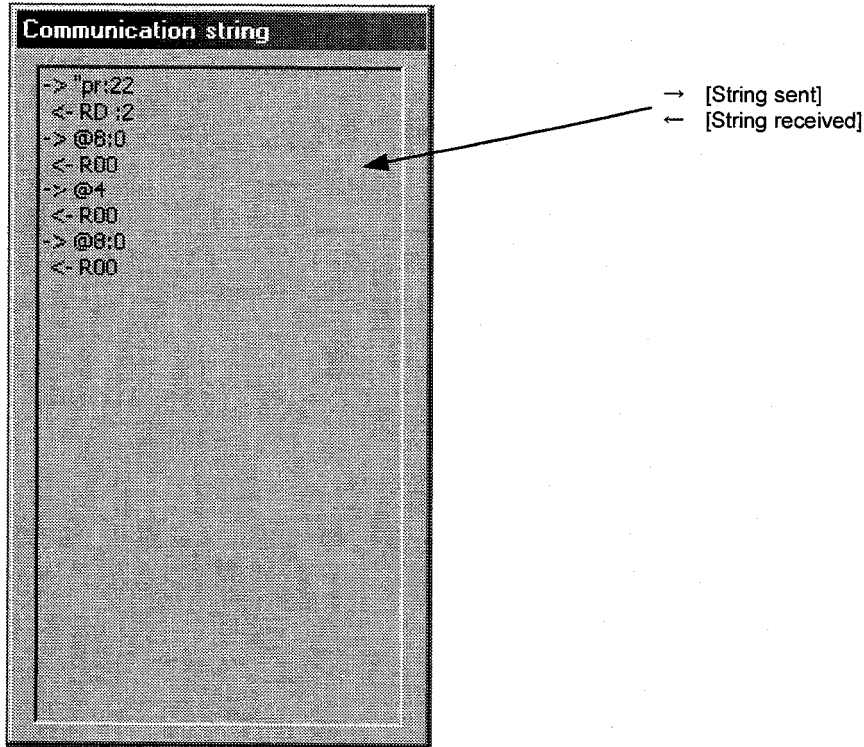 Communication string
-> "pr:22
<- RD :2
-> @8:0
<- R00
-> @4
<- R00
-> @8:0
<- R00
→ [String sent]
← [String received]